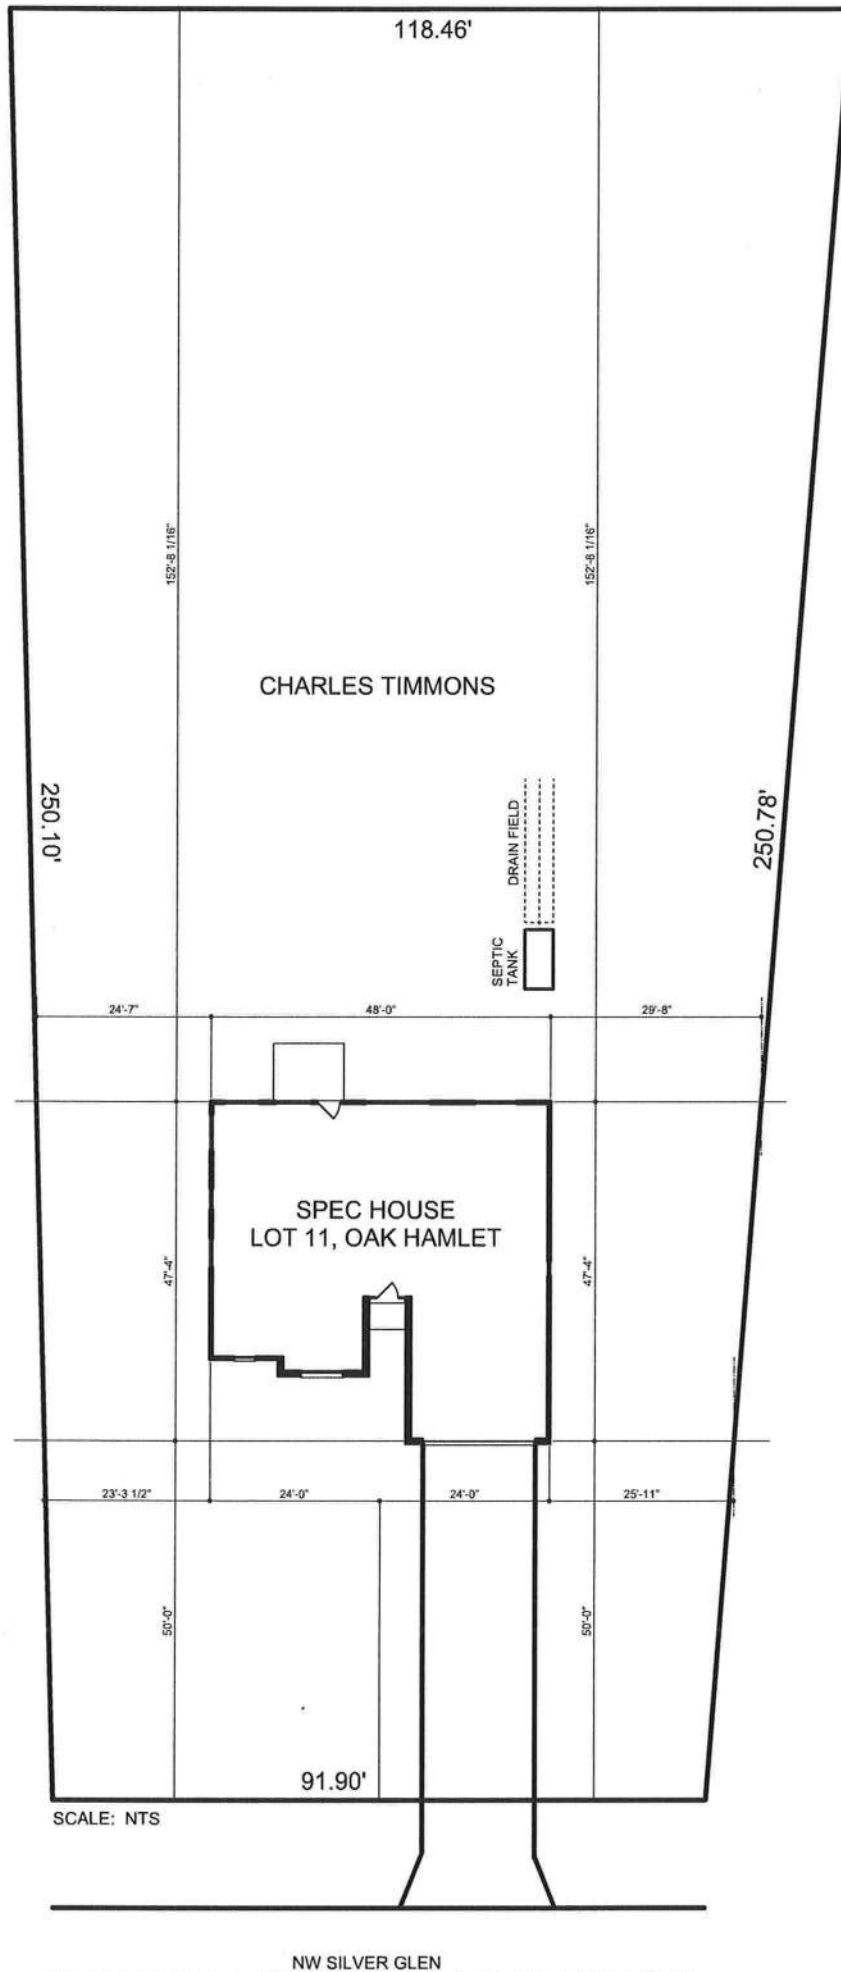 118.46'
152'-8 1/16"
152'-8 1/16"
CHARLES TIMMONS
250.10'
250.78'
DRAIN FIELD
SEPTIC
TANK
24'-7"
48'-0"
29'-8"
SPEC HOUSE
LOT 11, OAK HAMLET
47'-4"
47'-4"
23'-3 1/2"
24'-0"
24'-0"
25'-11"
50'-0"
50'-0"
91.90'
SCALE: NTS
NW SILVER GLEN